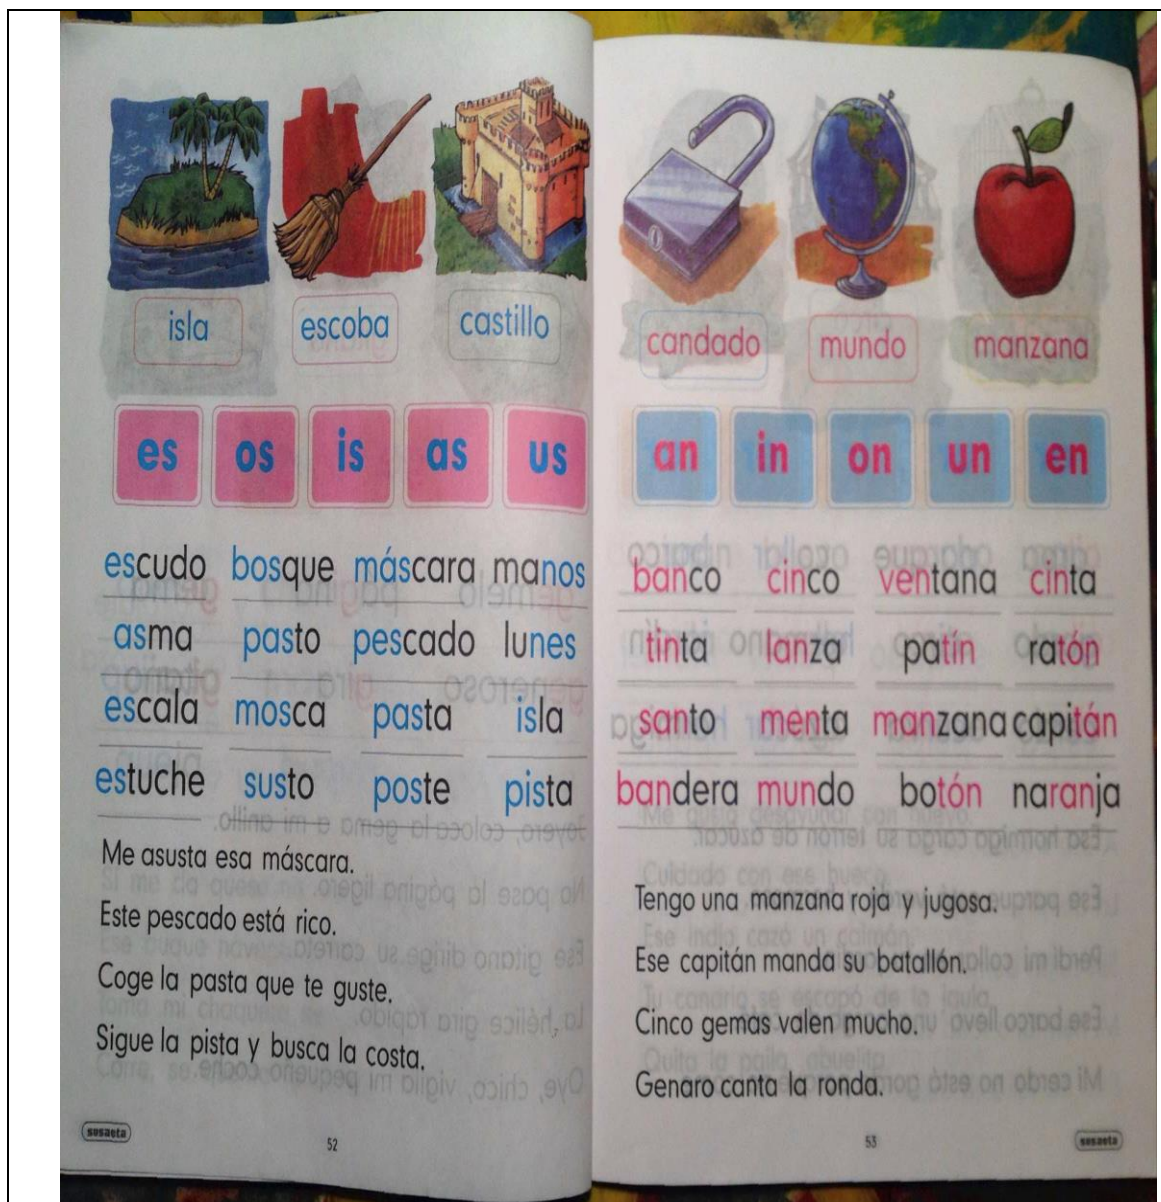 isla escoba castillo
es os is as us
escudo bosque máscara manos
asma pasto pescado lunes
escala mosca pasta isla
estuche susto poste pista
Me asusta esa máscara.
Este pescado está rico.
Coge la pasta que te guste.
Sigue la pista y busca la costa.
susaeta
52
candado mundo manzana
an in on un en
banco cinco ventana cinta
tinta lanza patín ratón
santo menta manzana capitán
bandera mundo botón naranja
Tengo una manzana roja y jugosa.
Ese capitán manda su batallón.
Cinco gemas valen mucho.
Genaro canta la ronda.
53
susaeta